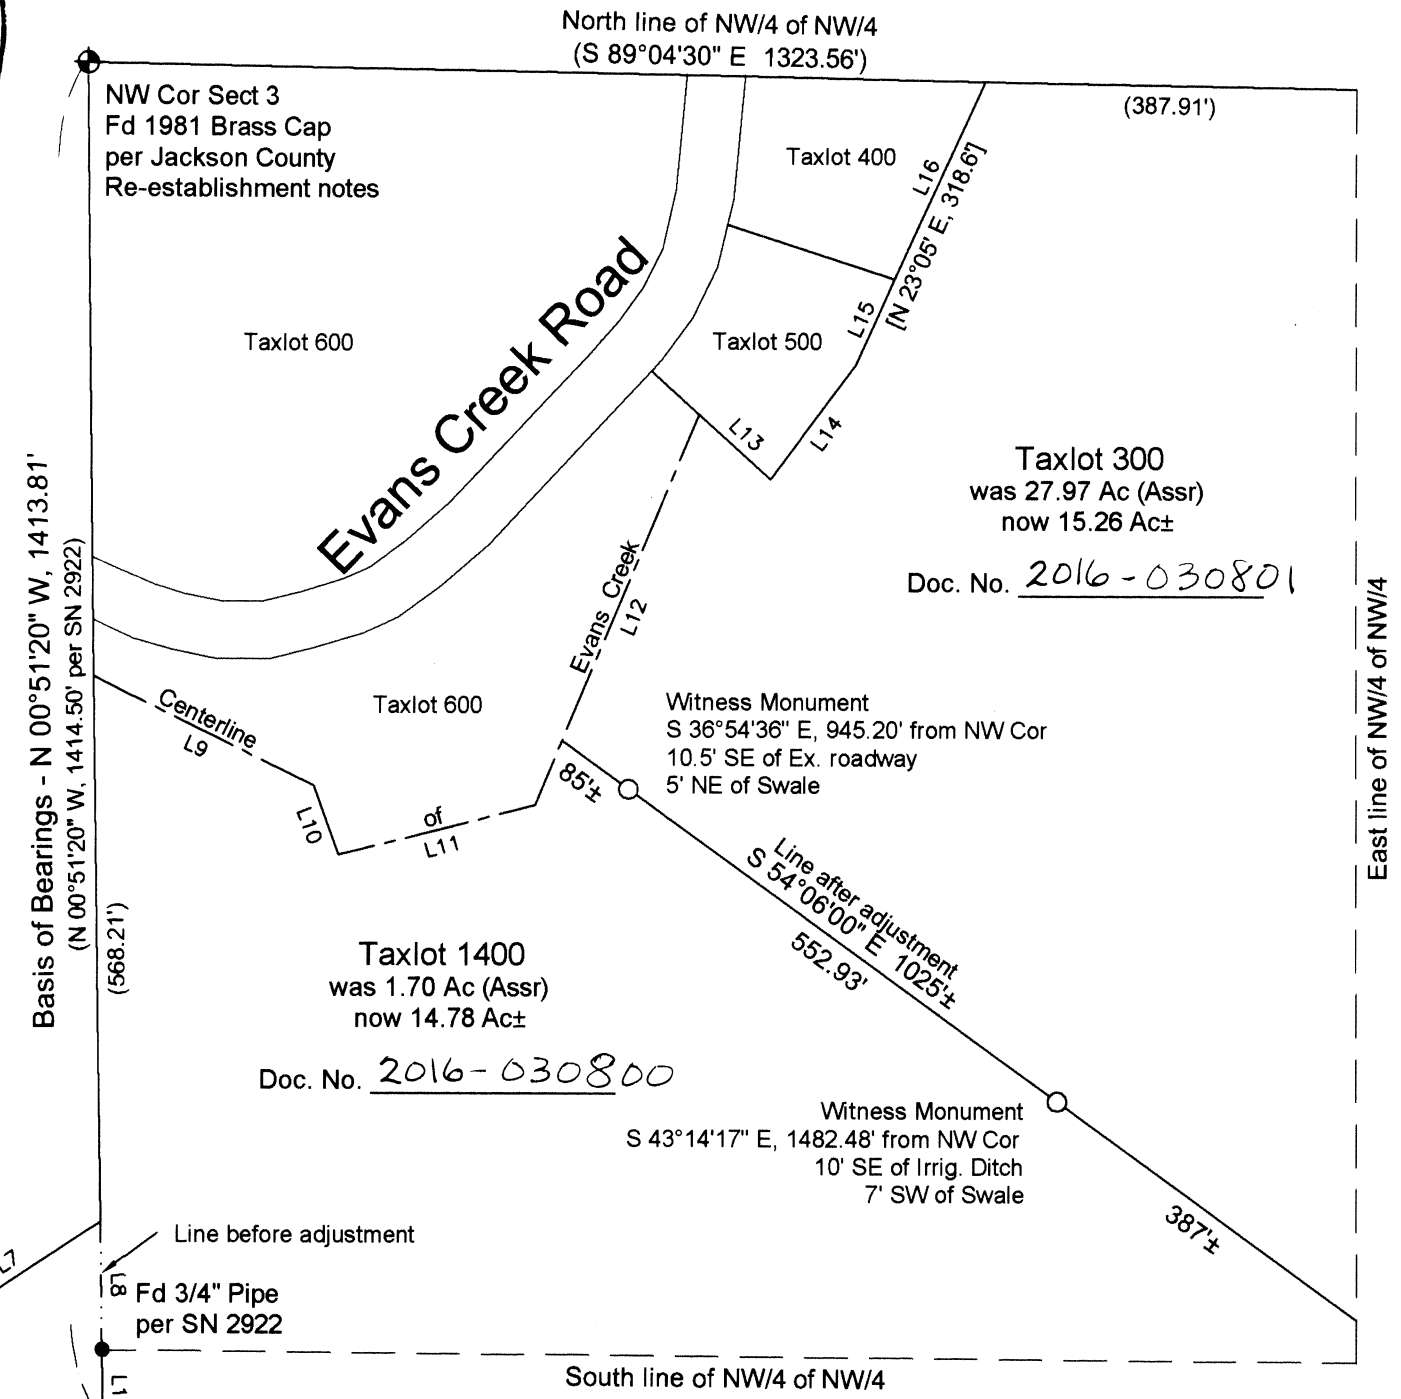 North line of NW/4 of NW/4
(S 89°04'30" E 1323.56')
NW Cor Sect 3
Fd 1981 Brass Cap
per Jackson County
Re-establishment notes
(387.91')
Taxlot 400
L16
[N 23°05' E, 318.6']
Evans Creek Road
Taxlot 600
Taxlot 500
L15
L13
L14
Taxlot 300
was 27.97 Ac (Assr)
now 15.26 Ac±
Doc. No. 2016-030801
Basis of Bearings - N 00°51'20" W, 1413.81'
(N 00°51'20" W, 1414.50' per SN 2922)
East line of NW/4 of NW/4
Evans Creek
L12
Taxlot 600
Centerline
L9
Witness Monument
S 36°54'36" E, 945.20' from NW Cor
10.5' SE of Ex. roadway
5' NE of Swale
85'±
L10
of
L11
Line after adjustment
S 54°06'00" E 1025'±
552.93'
(568.21')
Taxlot 1400
was 1.70 Ac (Assr)
now 14.78 Ac±
Doc. No. 2016-030800
Witness Monument
S 43°14'17" E, 1482.48' from NW Cor
10' SE of Irrig. Ditch
7' SW of Swale
387'±
Line before adjustment
L7
L8
Fd 3/4" Pipe
per SN 2922
L1
South line of NW/4 of NW/4